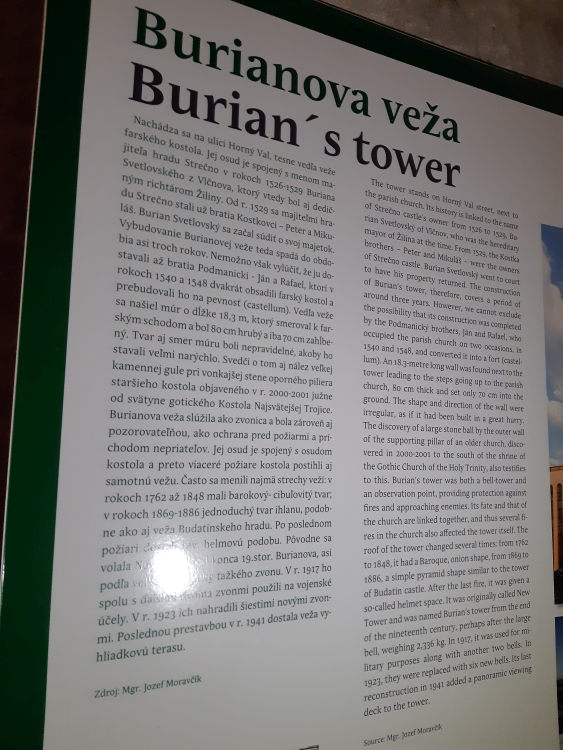 Burianova veža
Burian´s tower
Nachádza sa na ulici Horný Val, tesne vedľa veže
farského kostola. Jej osud je spojený s menom ma-
jiteľa hradu Strečno v rokoch 1526-1529 Buriana
Svetlovského z Vlčnova, ktorý vtedy bol aj dedič-
ným richtárom Žiliny. Od r. 1529 sa majiteľmi hra-
du Strečno stali už bratia Kostkovci – Peter a Miku-
láš. Burian Svetlovský sa začal súdiť o svoj majetok.
Vybudovanie Burianovej veže teda spadá do obdo-
bia asi troch rokov. Nemožno však vylúčiť, že ju do-
stavali až bratia Podmanickí - Ján a Rafael, ktorí v
rokoch 1540 a 1548 dvakrát obsadili farský kostol a
prebudovali ho na pevnosť (castellum). Vedľa veže
sa našiel múr o dĺžke 18,3 m, ktorý smeroval k far-
ským schodom a bol 80 cm hrubý a iba 70 cm zahĺbe-
ný. Tvar aj smer múru boli nepravidelné, akoby ho
stavali veľmi narýchlo. Svedčí o tom aj nález veľkej
kamennej gule pri vonkajšej stene oporného piliera
staršieho kostola objaveného v r. 2000-2001 južne
od svätyne gotického Kostola Najsvätejšej Trojice.
Burianova veža slúžila ako zvonica a bola zároveň aj
pozorovateľňou, ako ochrana pred požiarmi a prí-
chodom nepriateľov. Jej osud je spojený s osudom
kostola a preto viaceré požiare kostola postihli aj
samotnú vežu. Často sa menili najmä strechy veží: v
rokoch 1762 až 1848 mali barokový- cibuľovitý tvar,
v rokoch 1869-1886 jednoduchý tvar ihlanu, podob-
ne ako aj veža Budatínskeho hradu. Po poslednom
požiari helmovú podobu. Pôvodne sa
volala konca 19.stor. Burianova, asi
podľa ťažkého zvonu. V r. 1917 ho
spolu s zvonmi použili na vojenské
účely. V r. 1923 ich nahradili šiestimi novými zvon-
mi. Poslednou prestavbou v r. 1941 dostala veža vy-
hliadkovú terasu.
Zdroj: Mgr. Jozef Moravčík
The tower stands on Horný Val street, next to
the parish church. Its history is linked to the name
of Strečno castle's owner from 1526 to 1529, Bu-
rian Svetlovský of Vlčnov, who was the hereditary
mayor of Žilina at the time. From 1529, the Kostka
brothers – Peter and Mikuláš – were the owners
of Strečno castle. Burian Svetlovský went to court
to have his property returned. The construction
of Burian's tower, therefore, covers a period of
around three years. However, we cannot exclude
the possibility that its construction was completed
by the Podmanický brothers, Ján and Rafael, who
occupied the parish church on two occasions, in
1540 and 1548, and converted it into a fort (castel-
lum). An 18.3-metre long wall was found next to the
tower leading to the steps going up to the parish
church, 80 cm thick and set only 70 cm into the
ground. The shape and direction of the wall were
irregular, as if it had been built in a great hurry.
The discovery of a large stone ball by the outer wall
of the supporting pillar of an older church, disco-
vered in 2000-2001 to the south of the shrine of
the Gothic Church of the Holy Trinity, also testifies
to this. Burian's tower was both a bell-tower and
an observation point, providing protection against
fires and approaching enemies. Its fate and that of
the church are linked together, and thus several fi-
res in the church also affected the tower itself. The
roof of the tower changed several times: from 1762
to 1848, it had a Baroque, onion shape, from 1869 to
1886, a simple pyramid shape similar to the tower
of Budatin castle. After the last fire, it was given a
so-called helmet space. It was originally called New
Tower and was named Burian's tower from the end
of the nineteenth century, perhaps after the large
bell, weighing 2,336 kg. In 1917, it was used for mi-
litary purposes along with another two bells. In
1923, they were replaced with six new bells. Its last
reconstruction in 1941 added a panoramic viewing
deck to the tower.
Source: Mgr. Jozef Moravčík